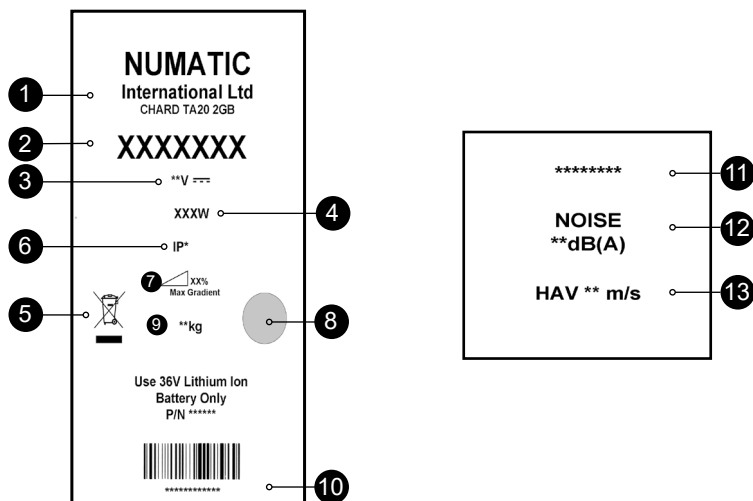 NUMATIC
1 International Ltd
CHARD TA20 2GB
2 XXXXXXX
3 **V
XXXW 4
6 IP*
7 XX%
Max Gradient
5
9 **kg 8
Use 36V Lithium Ion
Battery Only
P/N ******
************ 10
******** 11
NOISE 12
**dB(A)
HAV ** m/s 13